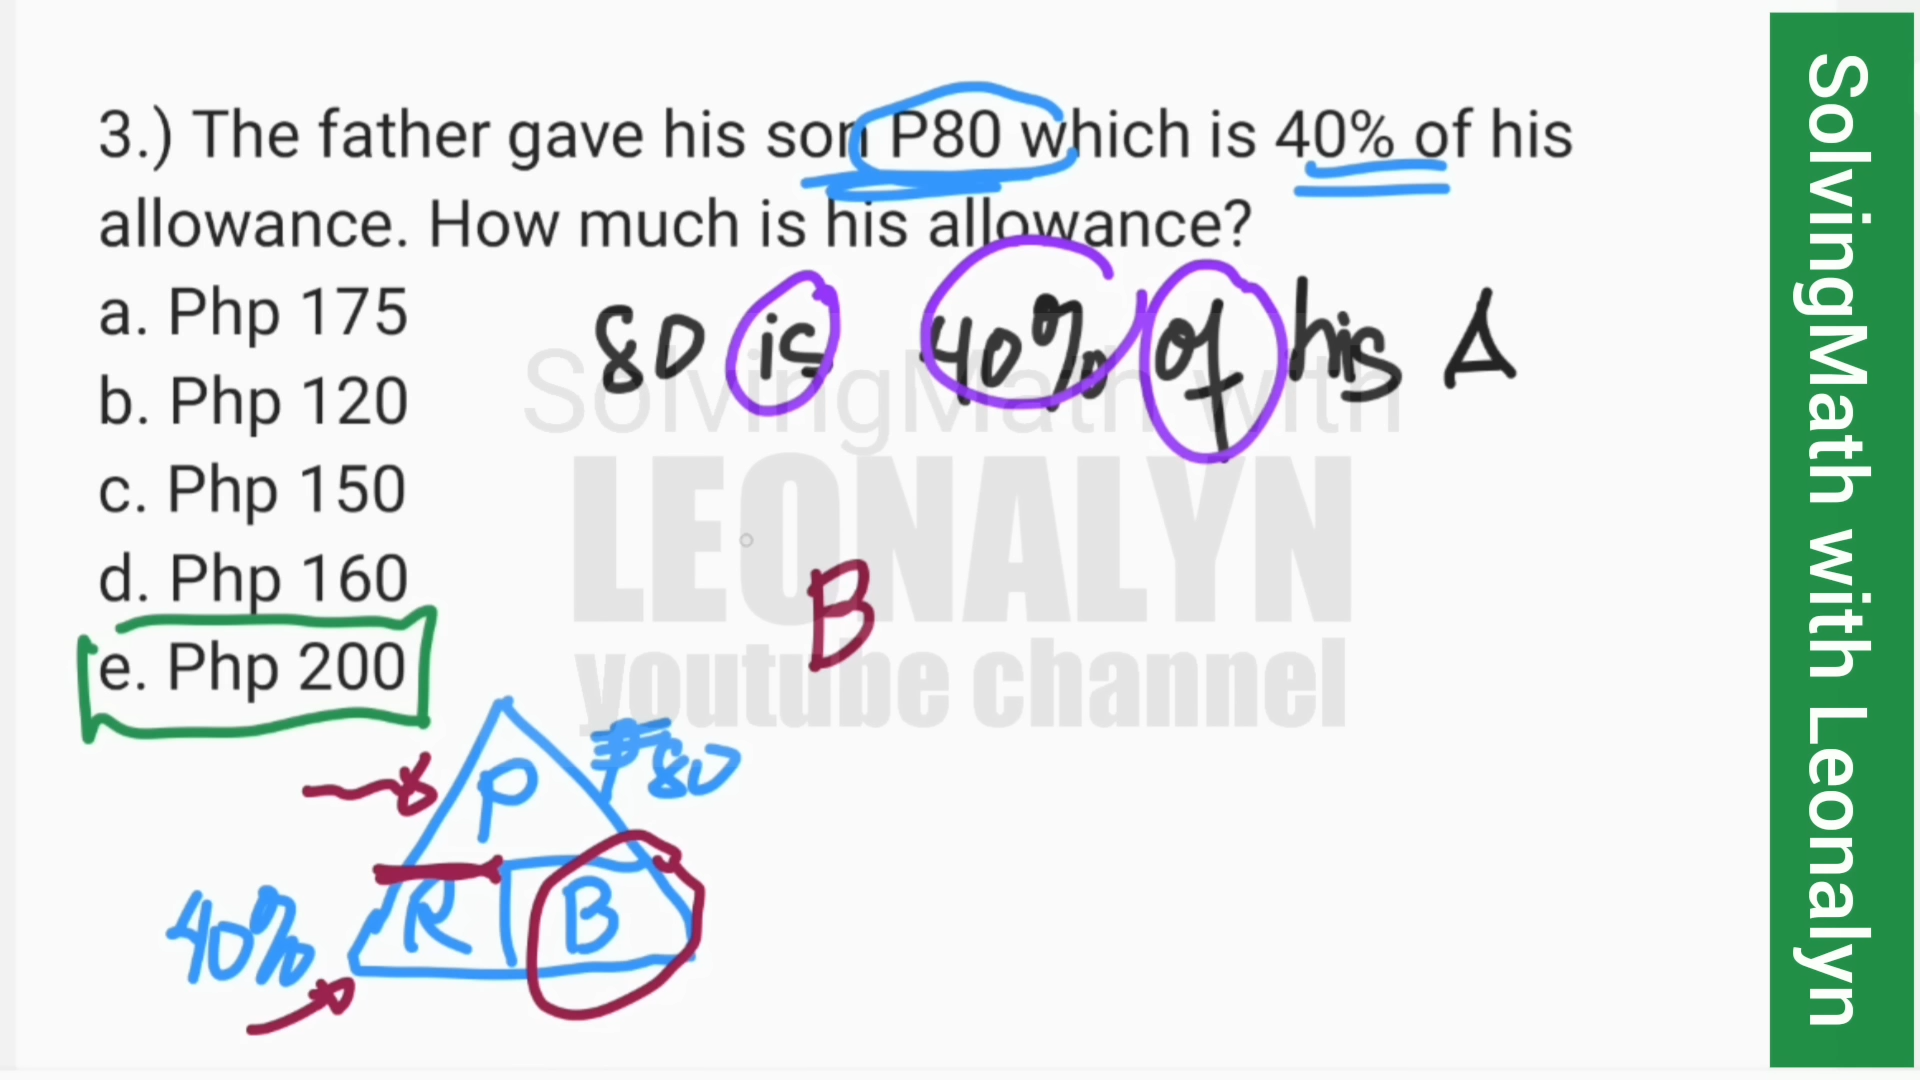 3.) The father gave his son P80 which is 40% of his
allowance. How much is his allowance?
a. Php 175
b. Php 120
c. Php 150
d. Php 160
e. Php 200
80 is 40% of his A
SolvingMath with
LEONALYN
youtube channel
B
P
₱80
40%
R
B
SolvingMath with Leonalyn